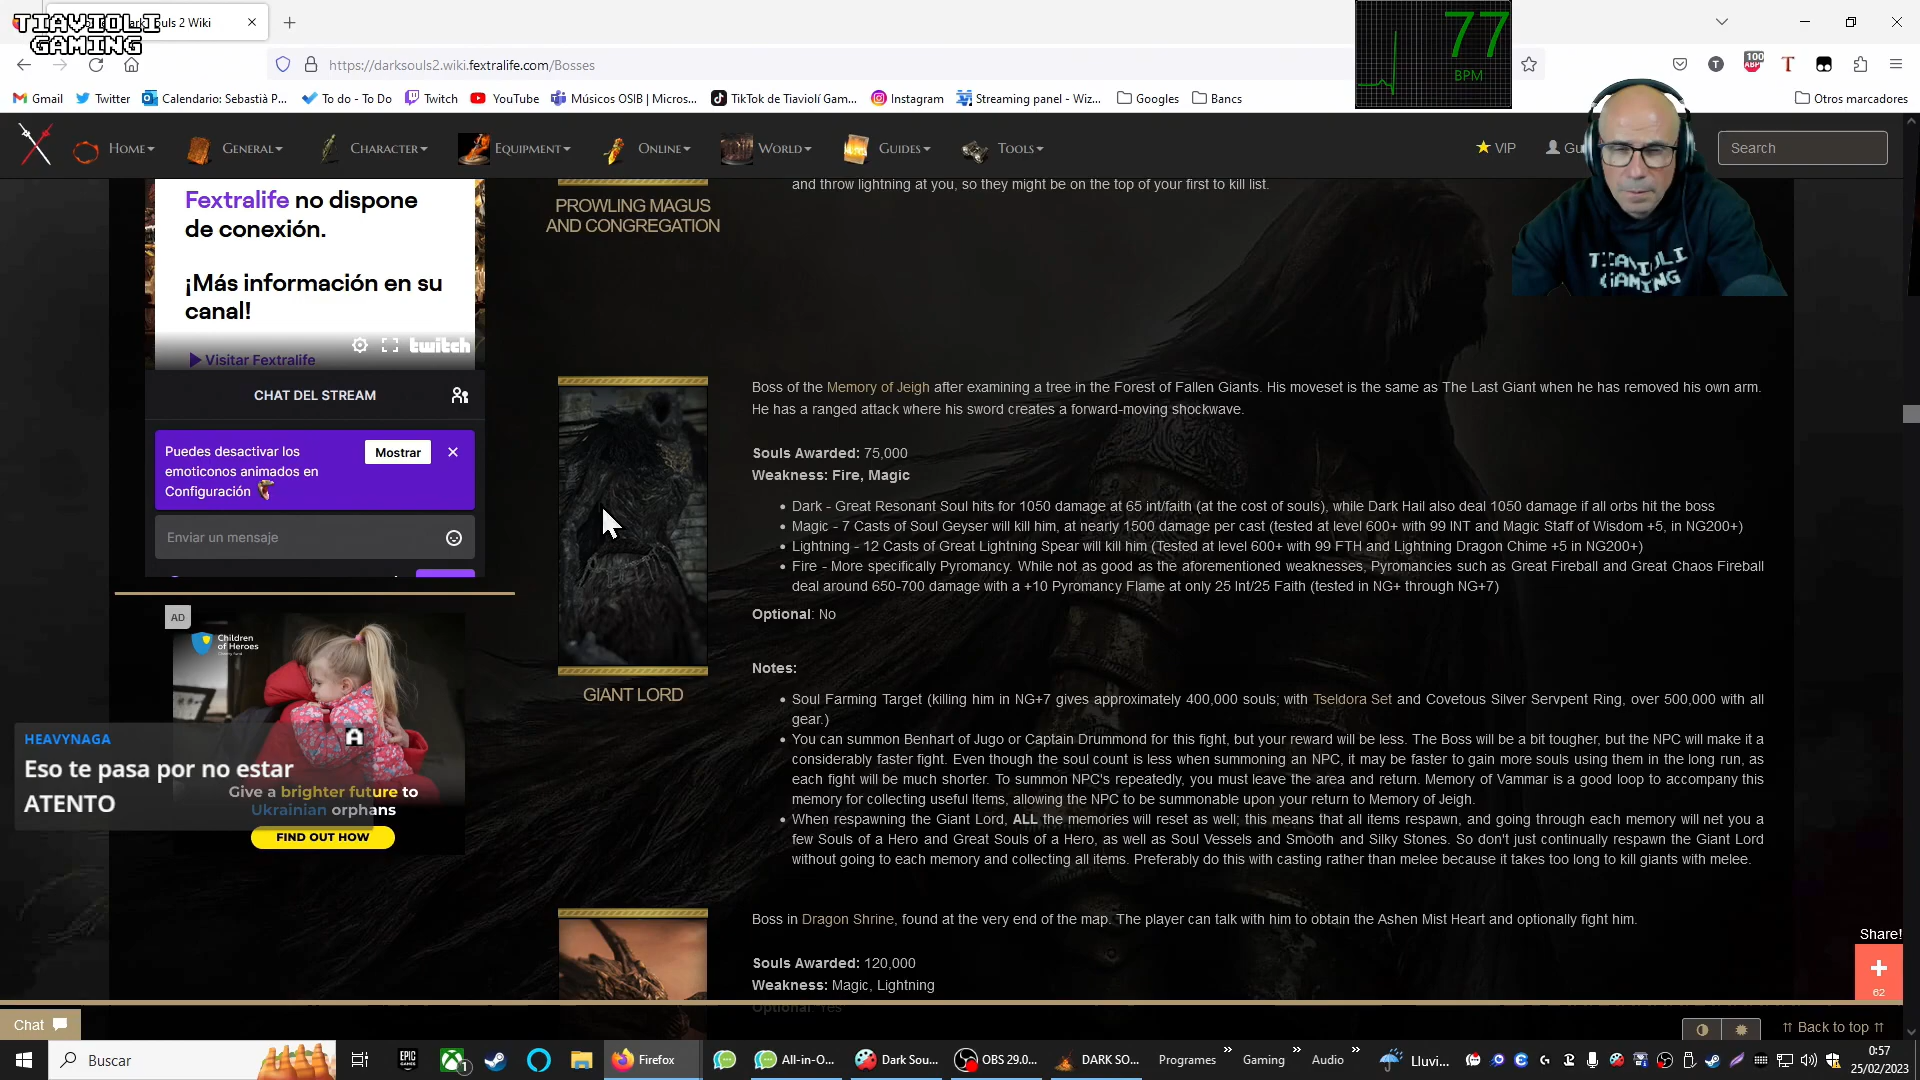 TIAVIOLI
GAMING
Dark Souls 2 Wiki
https://darksouls2.wiki.fextralife.com/Bosses
77
BPM
100
ABP
Gmail
Twitter
Calendario: Sebastià P...
To do - To Do
Twitch
YouTube
Músicos OSIB | Micros...
TikTok de Tiavolí Gam...
Instagram
Streaming panel - Wiz...
Googles
Bancs
Otros marcadores
HOME
GENERAL
CHARACTER
EQUIPMENT
ONLINE
WORLD
GUIDES
TOOLS
VIP
Search
TIAVIOLI
GAMING
Fextralife no dispone
de conexión.
¡Más información en su
canal!
Visitar Fextralife
twitch
CHAT DEL STREAM
Puedes desactivar los
emoticonos animados en
Configuración
Mostrar
Enviar un mensaje
AD
Children
of Heroes
Give a brighter future to
Ukrainian orphans
FIND OUT HOW
HEAVYNAGA
Eso te pasa por no estar
ATENTO
and throw lightning at you, so they might be on the top of your first to kill list.
PROWLING MAGUS
AND CONGREGATION
Boss of the Memory of Jeigh after examining a tree in the Forest of Fallen Giants. His moveset is the same as The Last Giant when he has removed his own arm.
He has a ranged attack where his sword creates a forward-moving shockwave.
Souls Awarded: 75,000
Weakness: Fire, Magic
• Dark - Great Resonant Soul hits for 1050 damage at 65 int/faith (at the cost of souls), while Dark Hail also deal 1050 damage if all orbs hit the boss
• Magic - 7 Casts of Soul Geyser will kill him, at nearly 1500 damage per cast (tested at level 600+ with 99 INT and Magic Staff of Wisdom +5, in NG200+)
• Lightning - 12 Casts of Great Lightning Spear will kill him (Tested at level 600+ with 99 FTH and Lightning Dragon Chime +5 in NG200+)
• Fire - More specifically Pyromancy. While not as good as the aforementioned weaknesses, Pyromancies such as Great Fireball and Great Chaos Fireball
deal around 650-700 damage with a +10 Pyromancy Flame at only 25 Int/25 Faith (tested in NG+ through NG+7)
Optional: No
GIANT LORD
Notes:
• Soul Farming Target (killing him in NG+7 gives approximately 400,000 souls; with Tseldora Set and Covetous Silver Servpent Ring, over 500,000 with all
gear.)
• You can summon Benhart of Jugo or Captain Drummond for this fight, but your reward will be less. The Boss will be a bit tougher, but the NPC will make it a
considerably faster fight. Even though the soul count is less when summoning an NPC, it may be faster to gain more souls using them in the long run, as
each fight will be much shorter. To summon NPC's repeatedly, you must leave the area and return. Memory of Vammar is a good loop to accompany this
memory for collecting useful Items, allowing the NPC to be summonable upon your return to Memory of Jeigh.
• When respawning the Giant Lord, ALL the memories will reset as well; this means that all items respawn, and going through each memory will net you a
few Souls of a Hero and Great Souls of a Hero, as well as Soul Vessels and Smooth and Silky Stones. So don't just continually respawn the Giant Lord
without going to each memory and collecting all items. Preferably do this with casting rather than melee because it takes too long to kill giants with melee.
Boss in Dragon Shrine, found at the very end of the map. The player can talk with him to obtain the Ashen Mist Heart and optionally fight him.
Souls Awarded: 120,000
Weakness: Magic, Lightning
Optional: Yes
Share!
62
Chat
Back to top
Buscar
EPIC
GAMES
Firefox
All-in-O...
Dark Sou...
OBS 29.0...
DARK SO...
Programes
Gaming
Audio
Lluvi...
0:57
25/02/2023